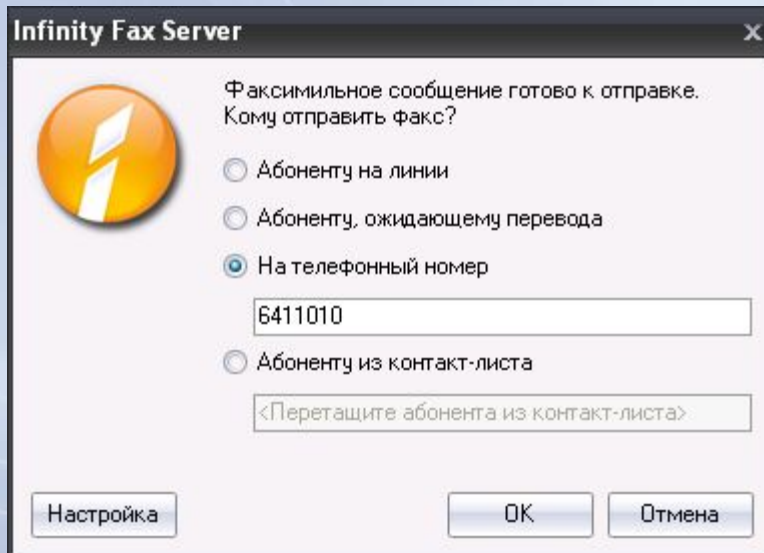 Infinity Fax Server
Факсимильное сообщение готово к отправке.
Кому отправить факс?
Абоненту на линии
Абоненту, ожидающему перевода
На телефонный номер
6411010
Абоненту из контакт-листа
<Перетащите абонента из контакт-листа>
Настройка
OK
Отмена